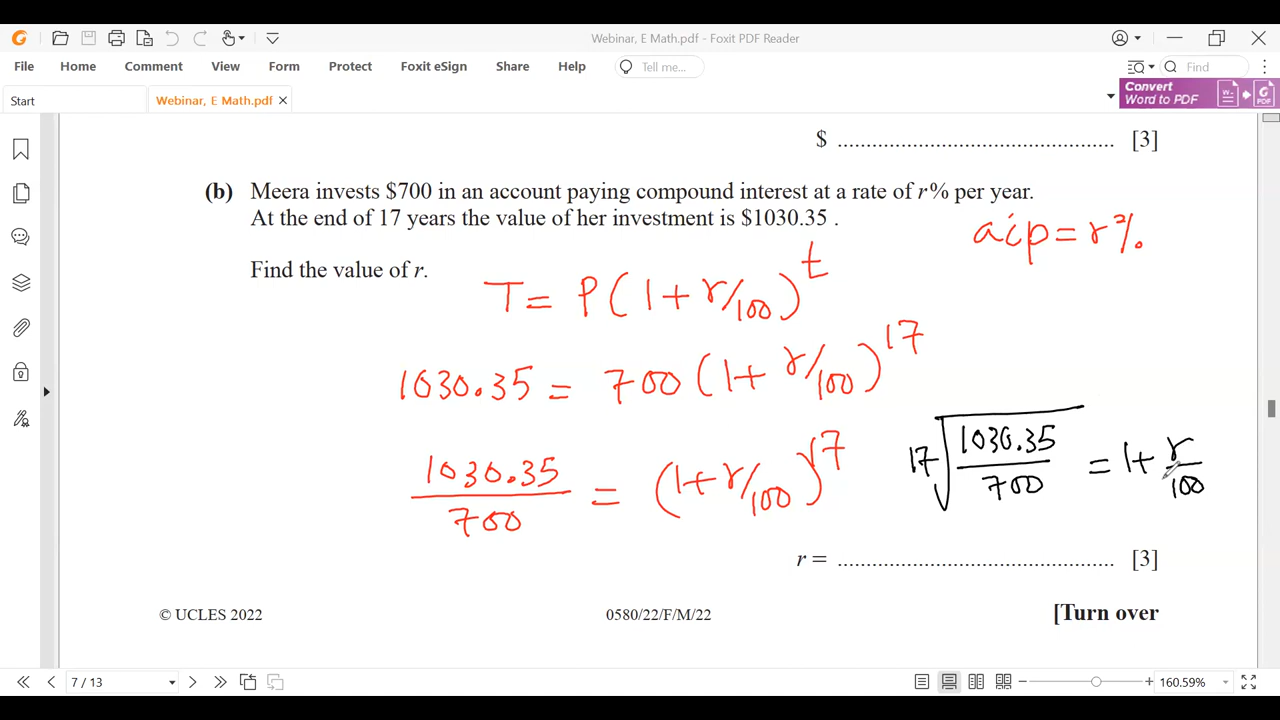 Webinar, E Math.pdf - Foxit PDF Reader
File Home Comment View Form Protect Foxit eSign Share Help Tell me... Find
Start Webinar, E Math.pdf Convert Word to PDF
$ ................................................ [3]
(b) Meera invests $700 in an account paying compound interest at a rate of r% per year.
At the end of 17 years the value of her investment is $1030.35 .
aip = r%
Find the value of r.
T = P(1 + r/100)^t
1030.35 = 700 (1 + r/100)^17
1030.35/700 = (1 + r/100)^17
17√(1030.35/700) = 1 + r/100
r = ................................................ [3]
© UCLES 2022 0580/22/F/M/22 [Turn over
7 / 13 160.59%